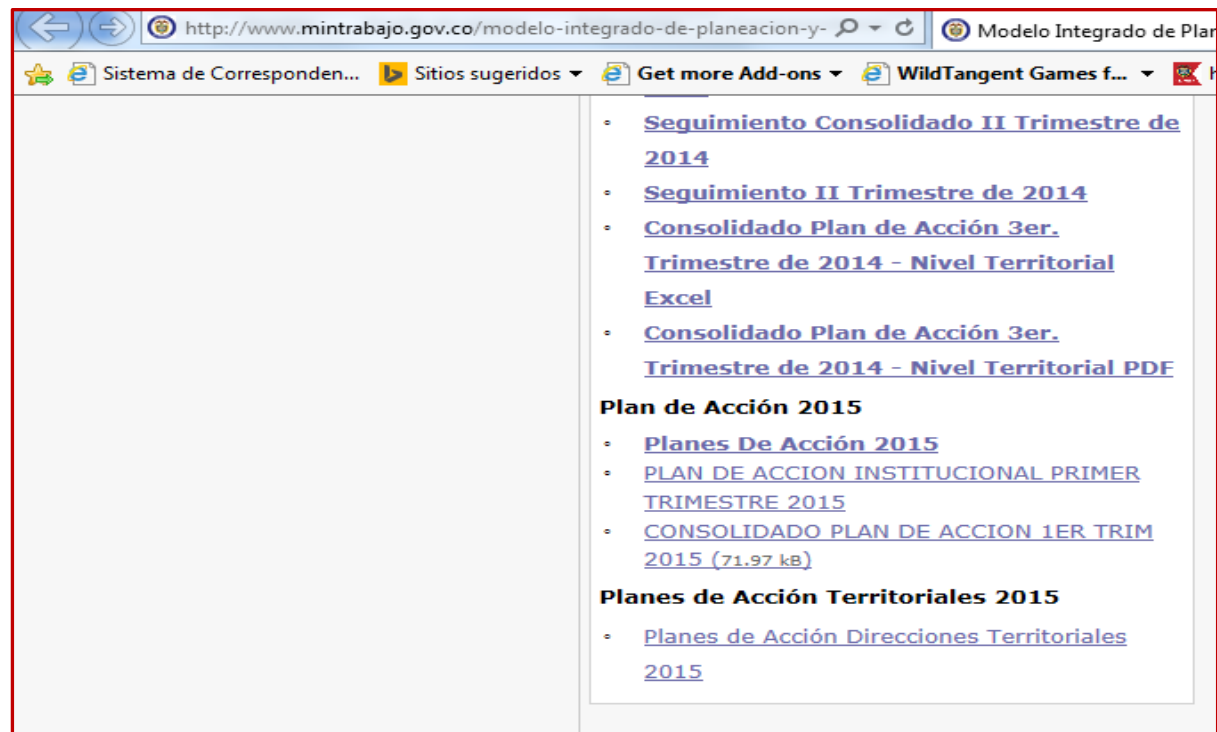 http://www.mintrabajo.gov.co/modelo-integrado-de-planeacion-y-
Modelo Integrado de Plan
Sistema de Corresponden...
Sitios sugeridos
Get more Add-ons
WildTangent Games f...
Seguimiento Consolidado II Trimestre de
2014
Seguimiento II Trimestre de 2014
Consolidado Plan de Acción 3er.
Trimestre de 2014 - Nivel Territorial
Excel
Consolidado Plan de Acción 3er.
Trimestre de 2014 - Nivel Territorial PDF
Plan de Acción 2015
Planes De Acción 2015
PLAN DE ACCION INSTITUCIONAL PRIMER
TRIMESTRE 2015
CONSOLIDADO PLAN DE ACCION 1ER TRIM
2015 (71.97 kB)
Planes de Acción Territoriales 2015
Planes de Acción Direcciones Territoriales
2015